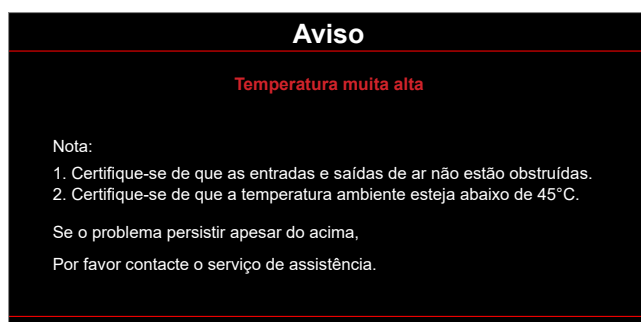 Aviso
Temperatura muita alta
Nota:
1. Certifique-se de que as entradas e saídas de ar não estão obstruídas.
2. Certifique-se de que a temperatura ambiente esteja abaixo de 45°C.
Se o problema persistir apesar do acima,
Por favor contacte o serviço de assistência.